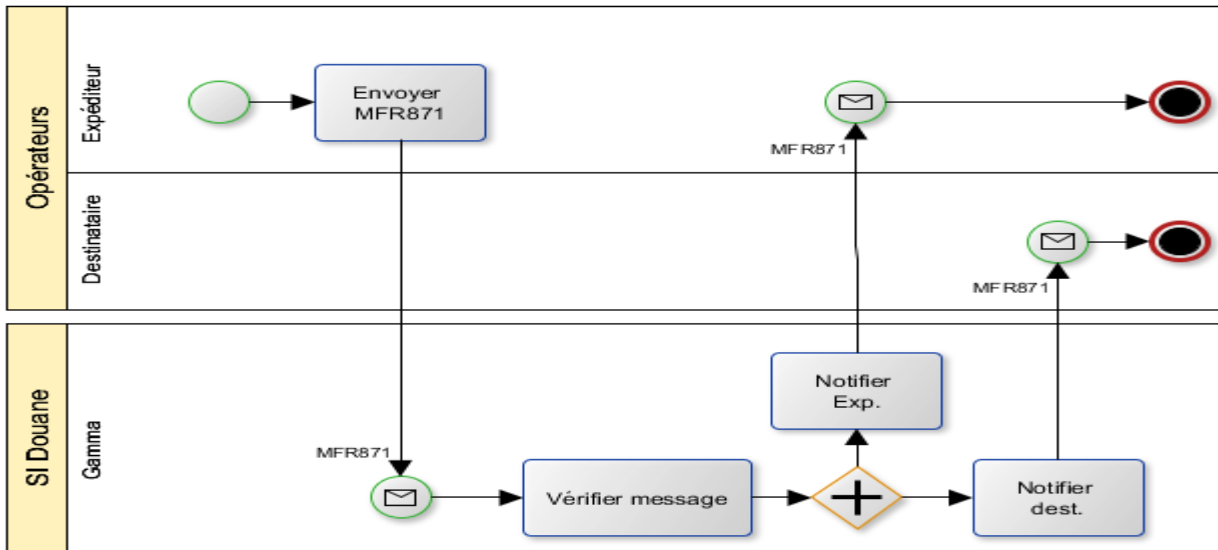 Opérateurs
Expéditeur
Envoyer
MFR871
MFR871
Destinataire
MFR871
SI Douane
Gamma
MFR871
Vérifier message
Notifier
Exp.
Notifier
dest.